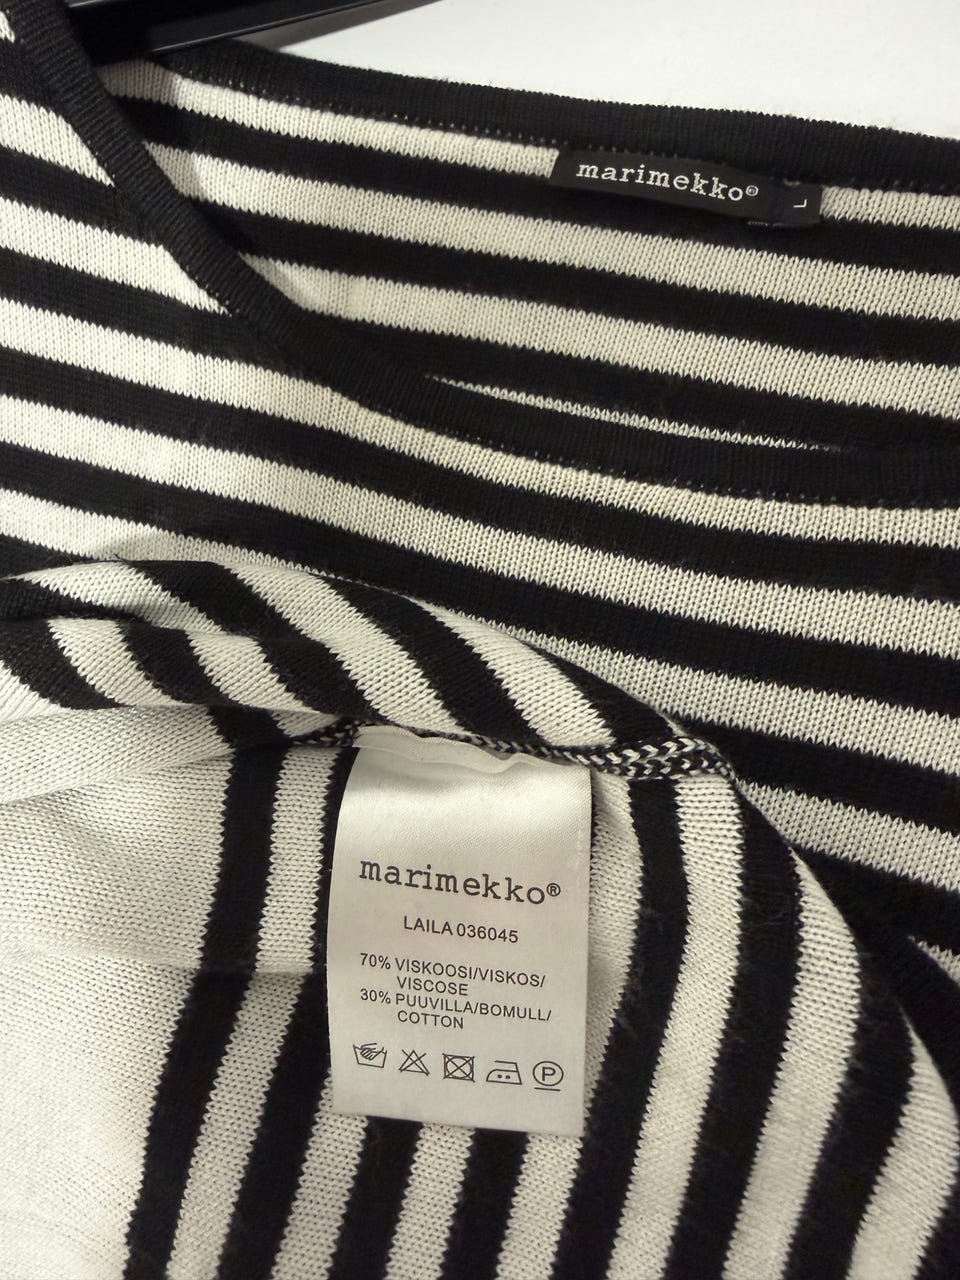 marimekko®
L
marimekko®
LAILA 036045
70% VISKOOSI/VISKOS/
VISCOSE
30% PUUVILLA/BOMULL/
COTTON
P